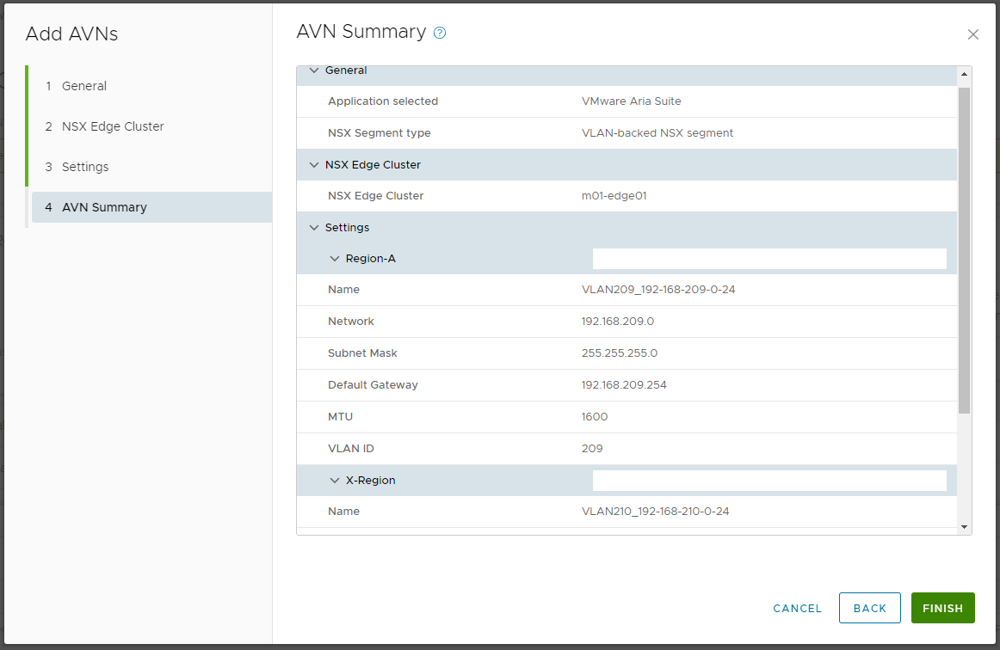 Add AVNs
1 General
2 NSX Edge Cluster
3 Settings
4 AVN Summary
AVN Summary ?
General
Application selected VMware Aria Suite
NSX Segment type VLAN-backed NSX segment
NSX Edge Cluster
NSX Edge Cluster m01-edge01
Settings
Region-A
Name VLAN209_192-168-209-0-24
Network 192.168.209.0
Subnet Mask 255.255.255.0
Default Gateway 192.168.209.254
MTU 1600
VLAN ID 209
X-Region
Name VLAN210_192-168-210-0-24
CANCEL BACK FINISH